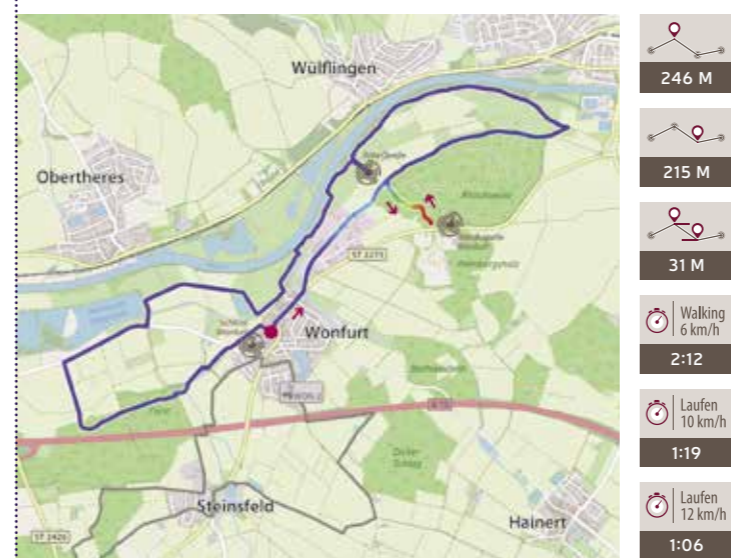 Wülflingen
Obertheres
ST 2275
Wonfurt
Steinsfeld
Hainert
ST 2426
246 M
215 M
31 M
Walking
6 km/h
2:12
Laufen
10 km/h
1:19
Laufen
12 km/h
1:06